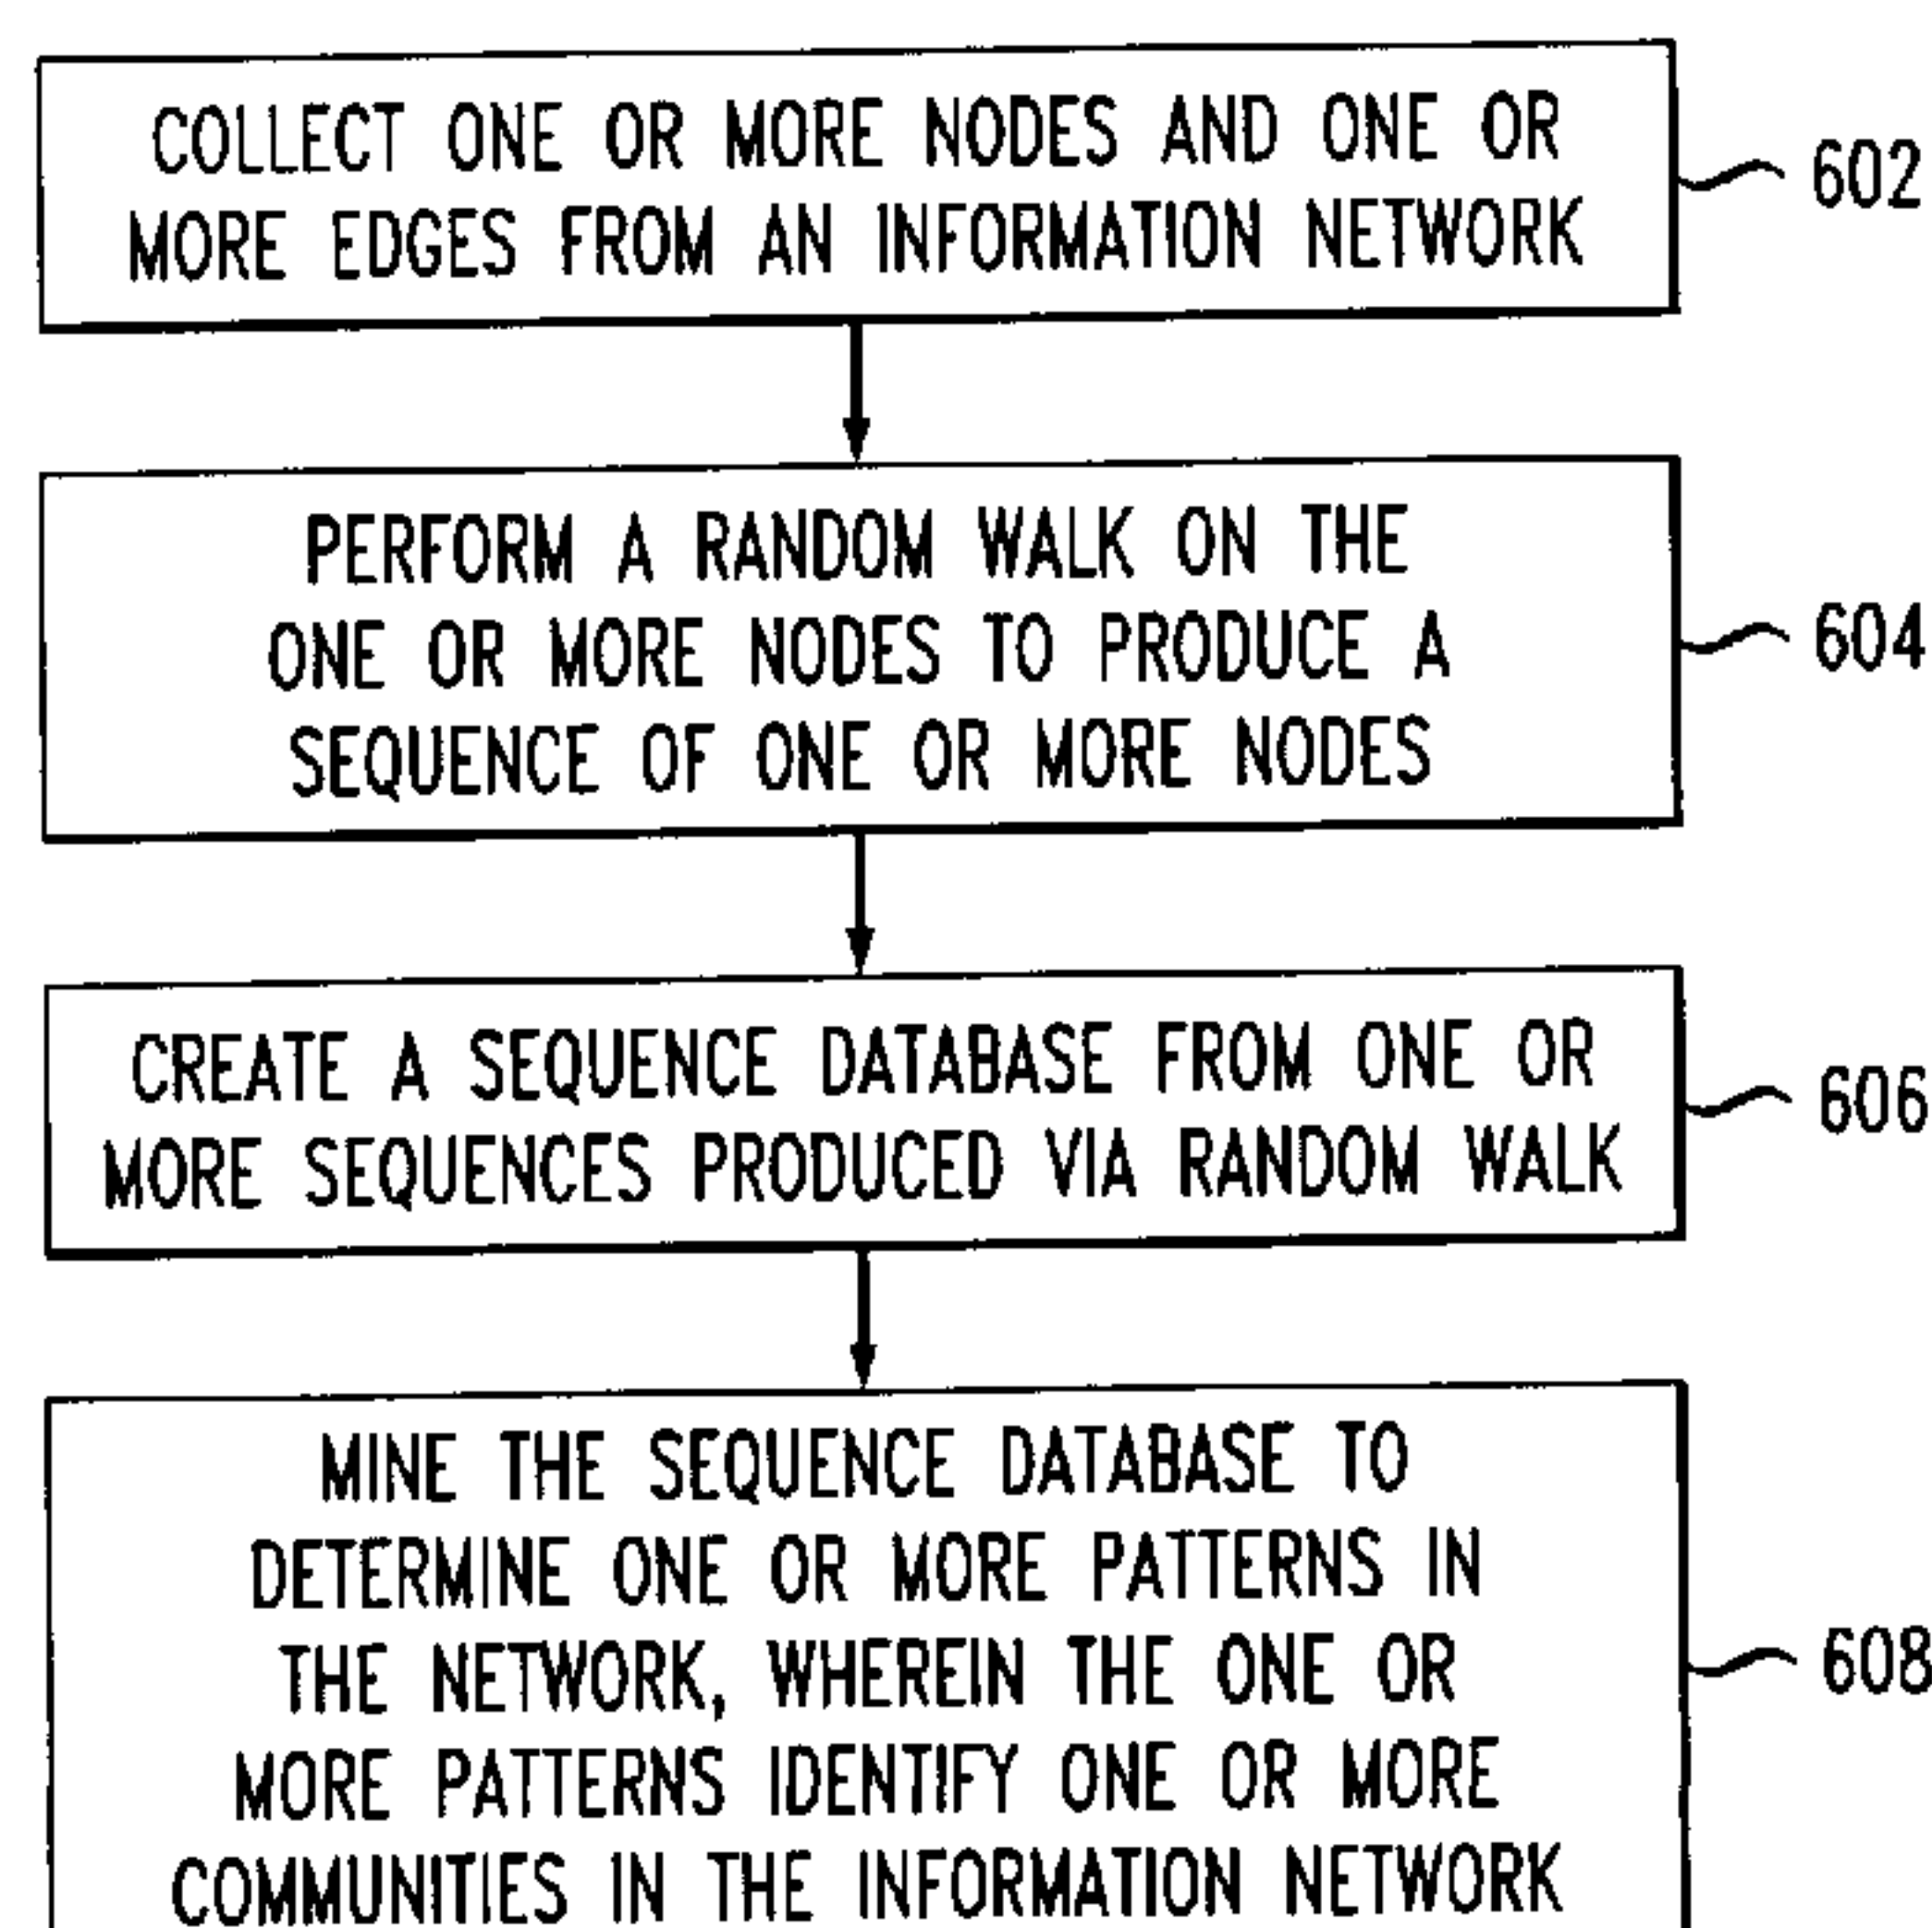 COLLECT ONE OR MORE NODES AND ONE OR
MORE EDGES FROM AN INFORMATION NETWORK
602
PERFORM A RANDOM WALK ON THE
ONE OR MORE NODES TO PRODUCE A
SEQUENCE OF ONE OR MORE NODES
604
CREATE A SEQUENCE DATABASE FROM ONE OR
MORE SEQUENCES PRODUCED VIA RANDOM WALK
606
MINE THE SEQUENCE DATABASE TO
DETERMINE ONE OR MORE PATTERNS IN
THE NETWORK, WHEREIN THE ONE OR
MORE PATTERNS IDENTIFY ONE OR MORE
COMMUNITIES IN THE INFORMATION NETWORK
608